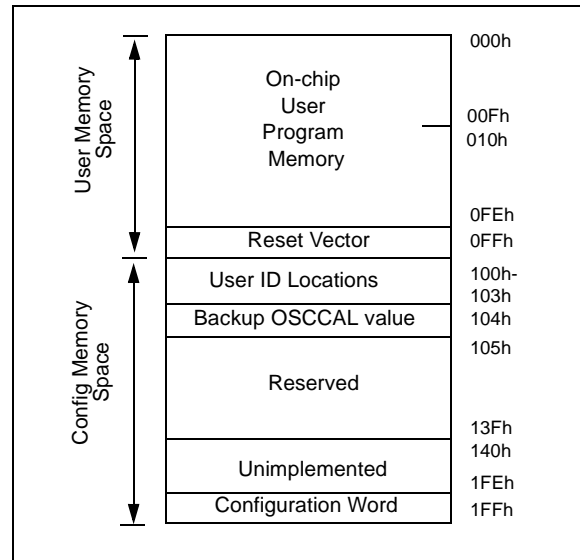 User Memory
Space
On-chip
User
Program
Memory
000h
00Fh
010h
0FEh
Reset Vector
0FFh
Config Memory
Space
User ID Locations
100h-
103h
Backup OSCCAL value
104h
105h
Reserved
13Fh
140h
Unimplemented
1FEh
Configuration Word
1FFh